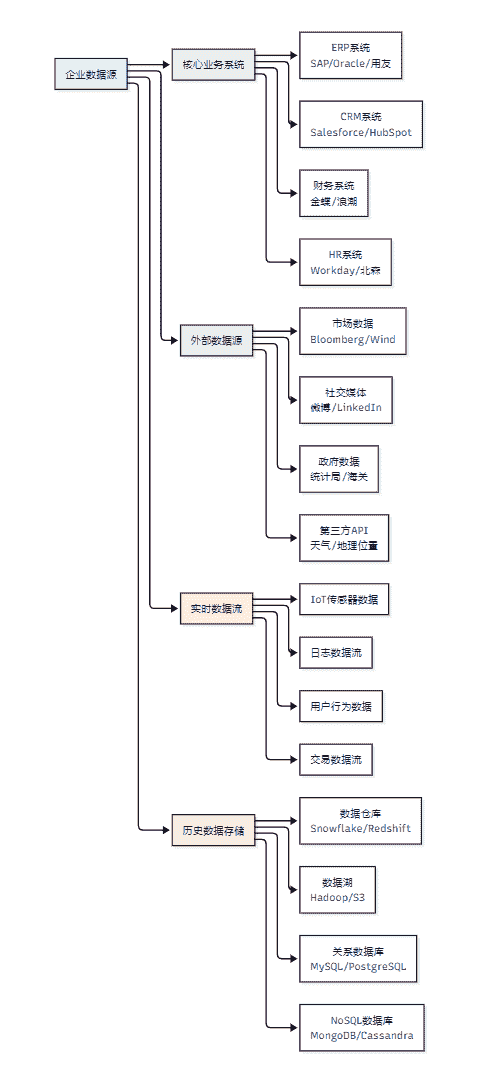 企业数据源
核心业务系统
ERP系统
SAP/Oracle/用友
CRM系统
Salesforce/HubSpot
财务系统
金蝶/浪潮
HR系统
Workday/北森
外部数据源
市场数据
Bloomberg/Wind
社交媒体
微博/LinkedIn
政府数据
统计局/海关
第三方API
天气/地理位置
实时数据流
IoT传感器数据
日志数据流
用户行为数据
交易数据流
历史数据存储
数据仓库
Snowflake/Redshift
数据湖
Hadoop/S3
关系数据库
MySQL/PostgreSQL
NoSQL数据库
MongoDB/Cassandra